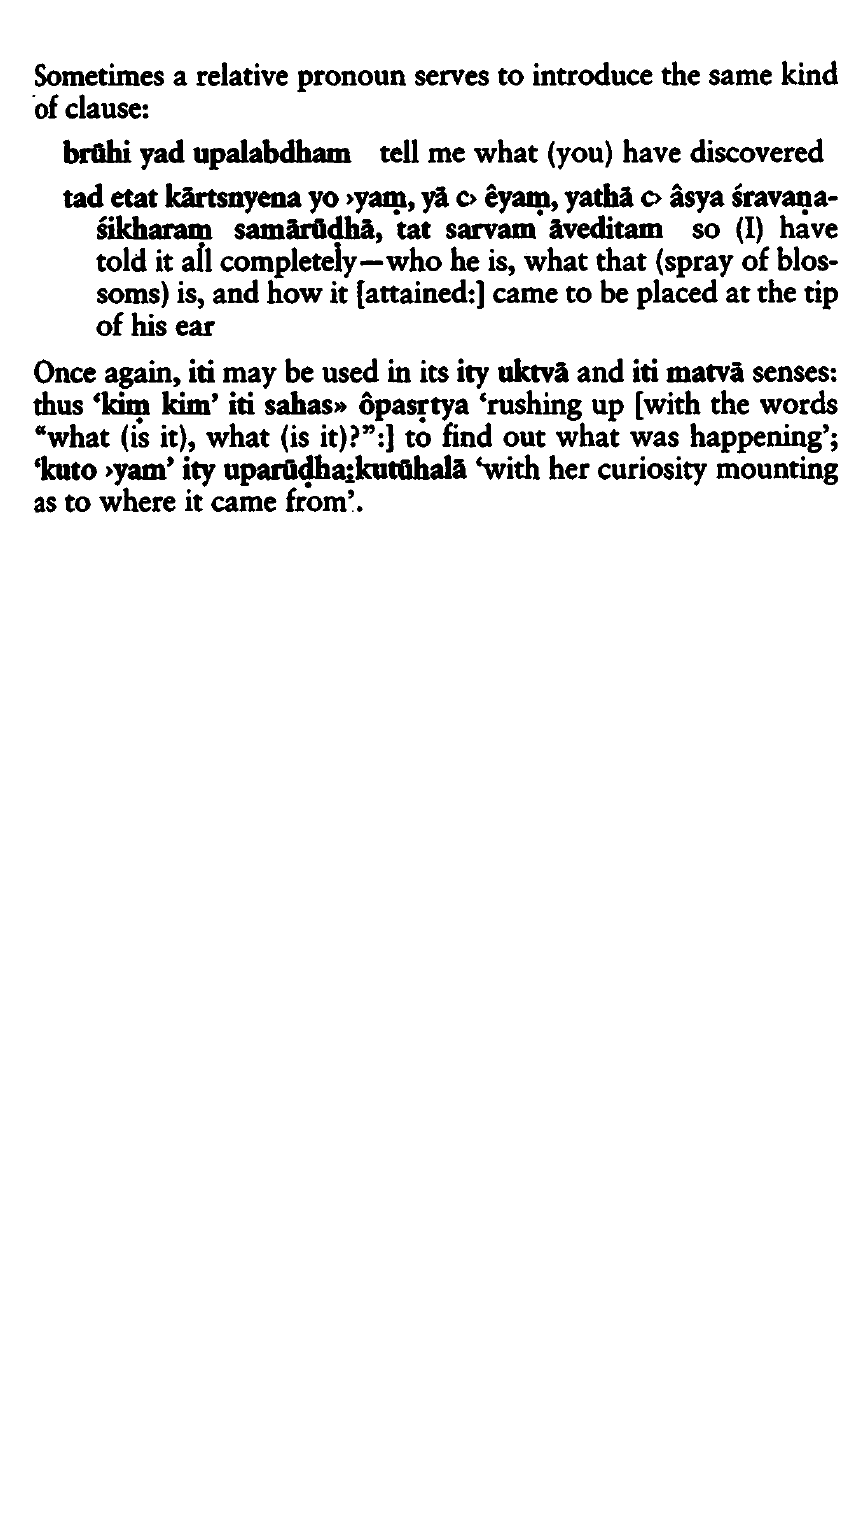 Sometimes a relative pronoun serves to introduce the same kind
of clause:
brūhi yad upalabdham tell me what (you) have discovered
tad etat kārtsnyena yo ›yaṃ, yā c› êyaṃ, yathā c› âsya śravaṇa-
śikharaṃ samārūḍhā, tat sarvam āveditam so (I) have
told it all completely—who he is, what that (spray of blos-
soms) is, and how it [attained:] came to be placed at the tip
of his ear
Once again, iti may be used in its ity uktvā and iti matvā senses:
thus ‘kiṃ kim’ iti sahas» ôpasṛtya ‘rushing up [with the words
“what (is it), what (is it)?”:] to find out what was happening’;
‘kuto ›yam’ ity uparūḍha‿kutūhalā ‘with her curiosity mounting
as to where it came from’.